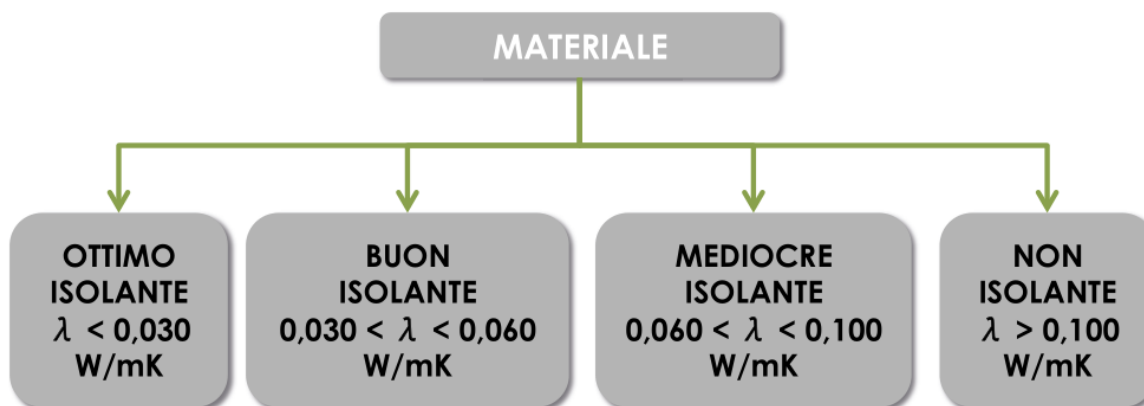 MATERIALE
OTTIMO
ISOLANTE
λ < 0,030
W/mK
BUON
ISOLANTE
0,030 < λ < 0,060
W/mK
MEDIOCRE
ISOLANTE
0,060 < λ < 0,100
W/mK
NON
ISOLANTE
λ > 0,100
W/mK